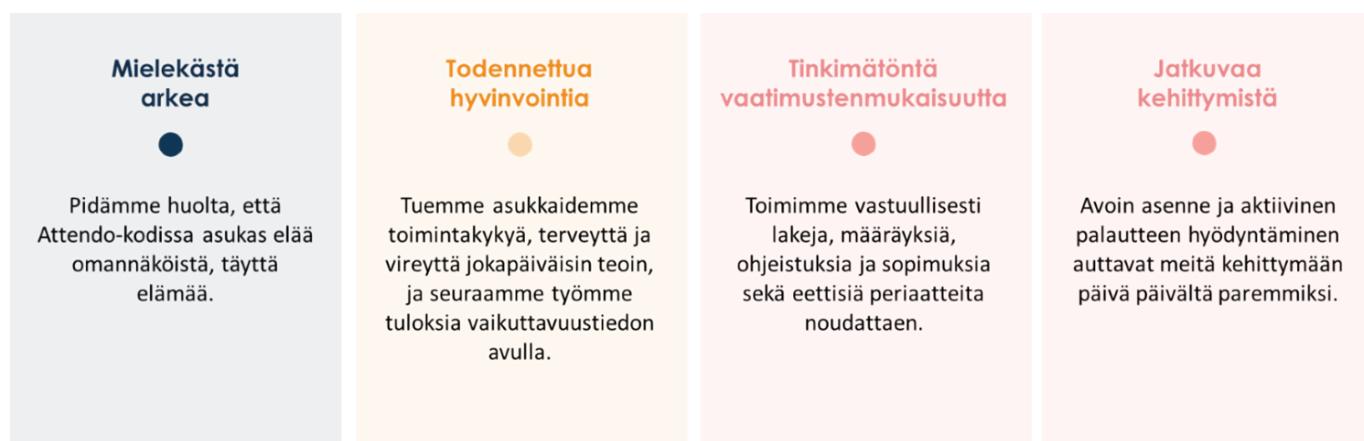 Mielekästä
arkea
Pidämme huolta, että
Attendo-kodissa asukas elää
omannäköistä, täyttä
elämää.
Todennettua
hyvinvointia
Tuemme asukkaidemme
toimintakykyä, terveyttä ja
vireyttä jokapäiväisin teoin,
ja seuraamme työmme
tuloksia vaikuttavuustiedon
avulla.
Tinkimätöntä
vaatimustenmukaisuutta
Toimimme vastuullisesti
lakeja, määräyksiä,
ohjeistuksia ja sopimuksia
sekä eettisiä periaatteita
noudattaen.
Jatkuvaa
kehittymistä
Avoin asenne ja aktiivinen
palautteen hyödyntäminen
auttavat meitä kehittymään
päivä päivältä paremmiksi.